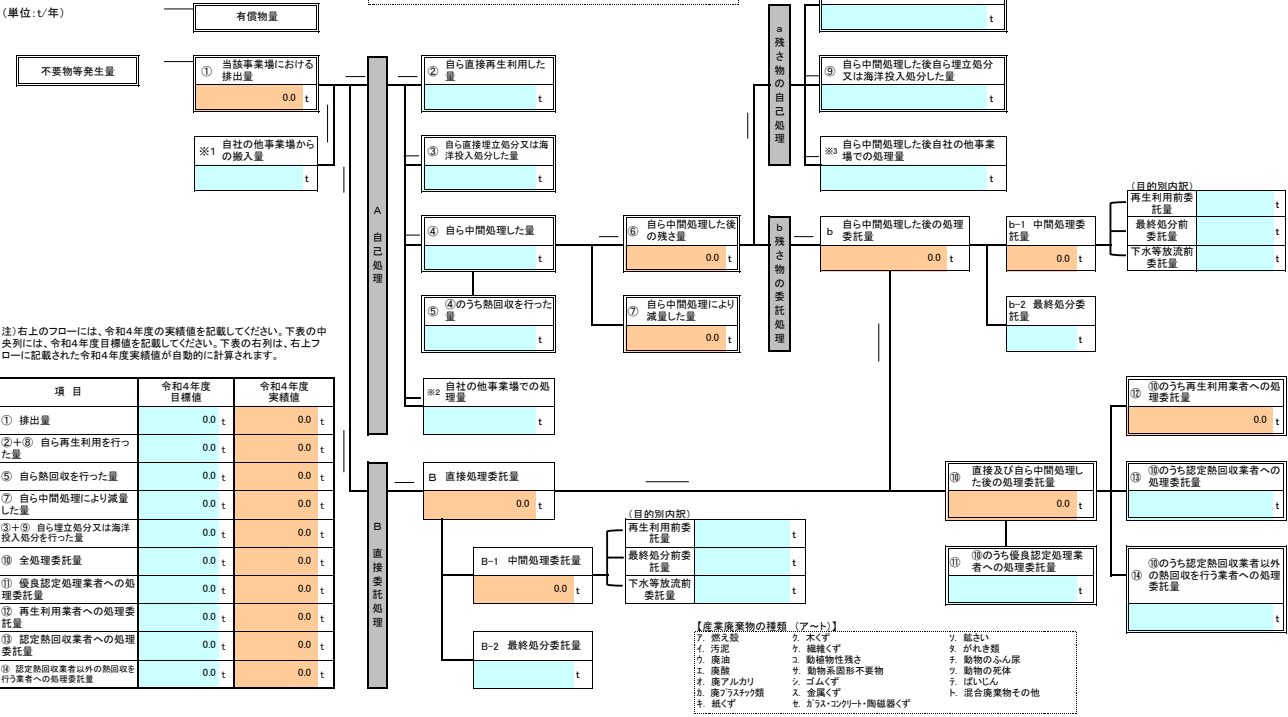 （単位:t/年）
有償物量
不要物等発生量
① 当該事業場における
排出量
0.0 t
※1 自社の他事業場から
の搬入量
t
A
自
己
処
理
② 自ら直接再生利用した
量
t
③ 自ら直接埋立処分又は海
洋投入処分した量
t
④ 自ら中間処理した量
t
⑤ ④のうち熱回収を行った
量
t
※2 自社の他事業場での処
理量
t
⑥ 自ら中間処理した後
の残さ量
0.0 t
⑦ 自ら中間処理により
減量した量
0.0 t
a
残
さ
物
の
自
己
処
理
t
⑨ 自ら中間処理した後自ら埋立処分
又は海洋投入処分した量
t
※3 自ら中間処理した後自社の他事業
場での処理量
t
b
残
さ
物
の
委
託
処
理
b 自ら中間処理した後の処理
委託量
0.0 t
b-1 中間処理委
託量
0.0 t
（目的別内訳）
再生利用前委
託量 t
最終処分前
委託量 t
下水等放流前
委託量 t
b-2 最終処分委
託量
t
注）右上のフローには、令和４年度の実績値を記載してください。下表の中
央列には、令和４年度目標値を記載してください。下表の右列は、右上フ
ローに記載された令和４年度実績値が自動的に計算されます。
項 目 令和４年度
目標値 令和４年度
実績値
① 排出量 0.0 t 0.0 t
②＋⑧ 自ら再生利用を行っ
た量 0.0 t 0.0 t
⑤ 自ら熱回収を行った量 0.0 t 0.0 t
⑦ 自ら中間処理により減量
した量 0.0 t 0.0 t
③＋⑨ 自ら埋立処分又は海洋
投入処分を行った量 0.0 t 0.0 t
⑩ 全処理委託量 0.0 t 0.0 t
⑪ 優良認定処理業者への処
理委託量 0.0 t 0.0 t
⑫ 再生利用業者への処理委
託量 0.0 t 0.0 t
⑬ 認定熱回収業者への処理
委託量 0.0 t 0.0 t
⑭ 認定熱回収業者以外の熱回収を
行う業者への処理委託量 0.0 t 0.0 t
B
直
接
委
託
処
理
B 直接処理委託量
0.0 t
B-1 中間処理委託量
0.0 t
（目的別内訳）
再生利用前委
託量 t
最終処分前委
託量 t
下水等放流前
委託量 t
B-2 最終処分委託量
t
⑩ 直接及び自ら中間処理し
た後の処理委託量
0.0 t
⑪ ⑩のうち優良認定処理業
者への処理委託量
t
⑫ ⑩のうち再生利用業者への処
理委託量
0.0 t
⑬ ⑩のうち認定熱回収業者への
処理委託量
t
⑭ ⑩のうち認定熱回収業者以外
の熱回収を行う業者への処理
委託量
t
【産業廃棄物の種類 （ア～ト）】
ア. 燃え殻 ク. 木くず ソ. 鉱さい
イ. 汚泥 ケ. 繊維くず タ. がれき類
ウ. 廃油 コ. 動植物性残さ チ. 動物のふん尿
エ. 廃酸 サ. 動物系固形不要物 ツ. 動物の死体
オ. 廃アルカリ シ. ゴムくず テ. ばいじん
カ. 廃プラスチック類 ス. 金属くず ト. 混合廃棄物その他
キ. 紙くず セ. ガラス・コンクリート・陶磁器くず